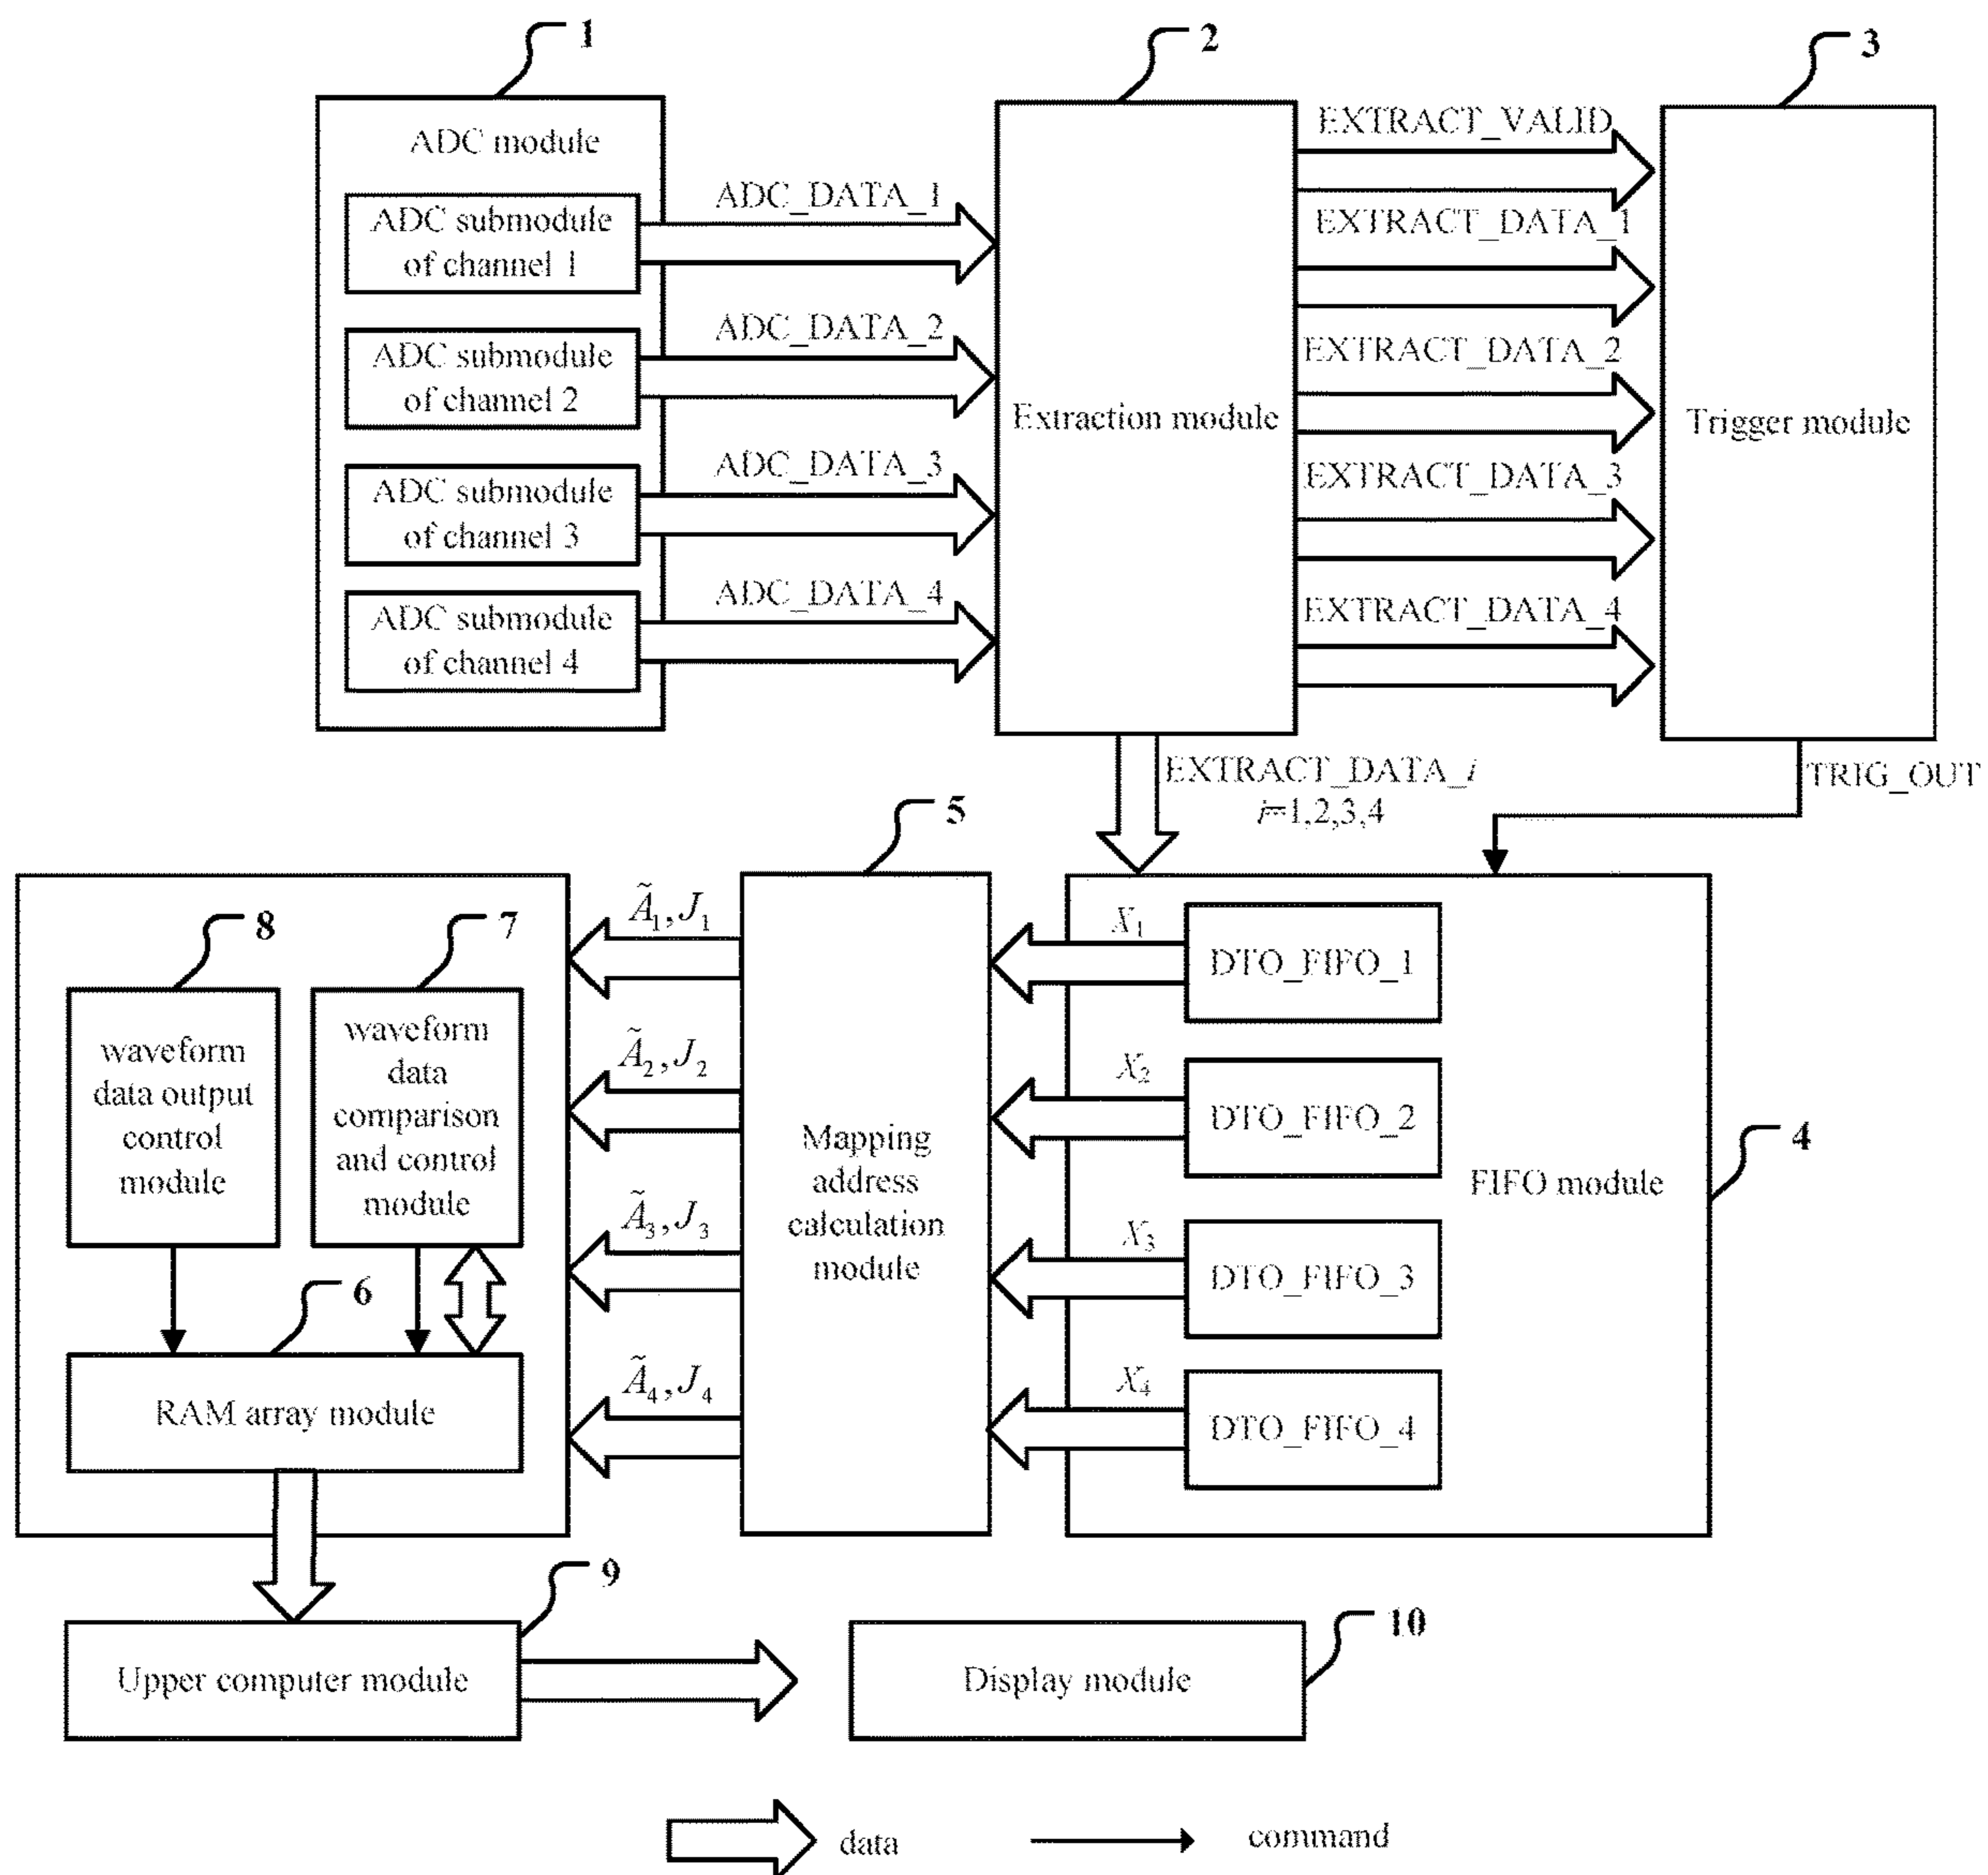 1
2
3
ADC module
ADC submodule
of channel 1
ADC submodule
of channel 2
ADC submodule
of channel 3
ADC submodule
of channel 4
ADC_DATA_1
ADC_DATA_2
ADC_DATA_3
ADC_DATA_4
Extraction module
EXTRACT_VALID
EXTRACT_DATA_1
EXTRACT_DATA_2
EXTRACT_DATA_3
EXTRACT_DATA_4
Trigger module
EXTRACT_DATA_i
i=1,2,3,4
TRIG_OUT
8
waveform
data output
control
module
7
waveform
data
comparison
and control
module
6
RAM array module
Ã₁, J₁
Ã₂, J₂
Ã₃, J₃
Ã₄, J₄
5
Mapping
address
calculation
module
X₁
X₂
X₃
X₄
DTO_FIFO_1
DTO_FIFO_2
DTO_FIFO_3
DTO_FIFO_4
FIFO module
4
9
Upper computer module
10
Display module
data
command